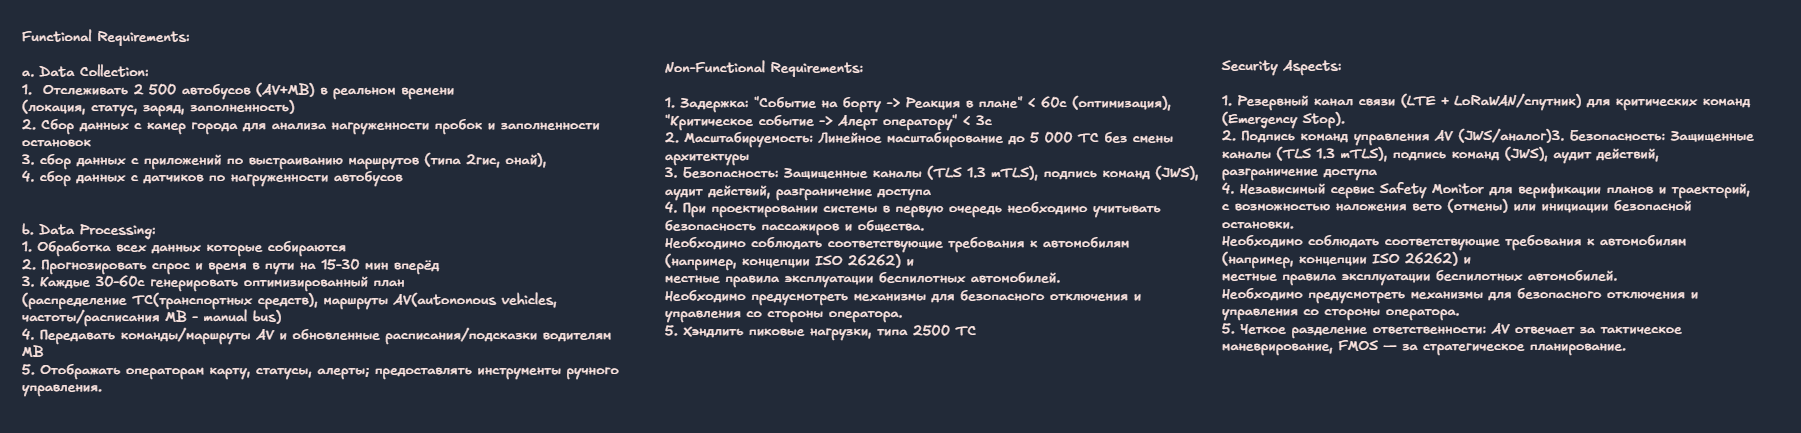 Functional Requirements:
a. Data Collection:
1. Отслеживать 2 500 автобусов (AV+MB) в реальном времени
(локация, статус, заряд, заполненность)
2. Сбор данных с камер города для анализа нагруженности пробок и заполненности
остановок
3. сбор данных с приложений по выстраиванию маршрутов (типа 2гис, онай),
4. сбор данных с датчиков по нагруженности автобусов
b. Data Processing:
1. Обработка всех данных которые собираются
2. Прогнозировать спрос и время в пути на 15-30 мин вперёд
3. Каждые 30-60с генерировать оптимизированный план
(распределение ТС(транспортных средств), маршруты AV(autononous vehicles,
частоты/расписания MB - manual bus)
4. Передавать команды/маршруты AV и обновленные расписания/подсказки водителям
MB
5. Отображать операторам карту, статусы, алерты; предоставлять инструменты ручного
управления.
Non-Functional Requirements:
1. Задержка: "Событие на борту -> Реакция в плане" < 60с (оптимизация),
"Критическое событие -> Алерт оператору" < 3с
2. Масштабируемость: Линейное масштабирование до 5 000 ТС без смены
архитектуры
3. Безопасность: Защищенные каналы (TLS 1.3 mTLS), подпись команд (JWS),
аудит действий, разграничение доступа
4. При проектировании системы в первую очередь необходимо учитывать
безопасность пассажиров и общества.
Необходимо соблюдать соответствующие требования к автомобилям
(например, концепции ISO 26262) и
местные правила эксплуатации беспилотных автомобилей.
Необходимо предусмотреть механизмы для безопасного отключения и
управления со стороны оператора.
5. Хэндлить пиковые нагрузки, типа 2500 ТС
Security Aspects:
1. Резервный канал связи (LTE + LoRaWAN/спутник) для критических команд
(Emergency Stop).
2. Подпись команд управления AV (JWS/аналог)3. Безопасность: Защищенные
каналы (TLS 1.3 mTLS), подпись команд (JWS), аудит действий,
разграничение доступа
4. Независимый сервис Safety Monitor для верификации планов и траекторий,
с возможностью наложения вето (отмены) или инициации безопасной
остановки.
Необходимо соблюдать соответствующие требования к автомобилям
(например, концепции ISO 26262) и
местные правила эксплуатации беспилотных автомобилей.
Необходимо предусмотреть механизмы для безопасного отключения и
управления со стороны оператора.
5. Четкое разделение ответственности: AV отвечает за тактическое
маневрирование, FMOS — за стратегическое планирование.